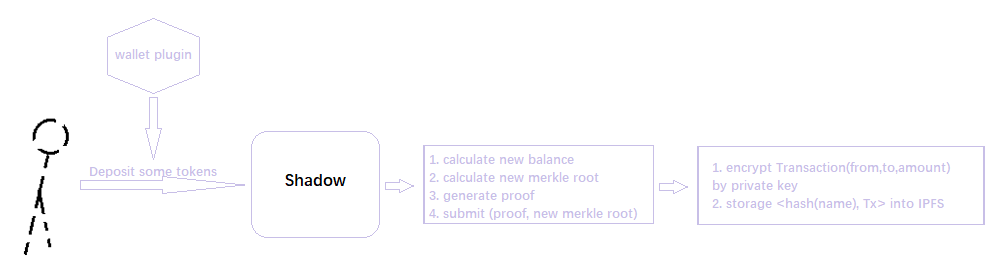 wallet plugin
Deposit some tokens
Shadow
1. calculate new balance
2. calculate new merkle root
3. generate proof
4. submit (proof, new merkle root)
1. encrypt Transaction(from,to,amount)
by private key
2. storage <hash(name), Tx> into IPFS